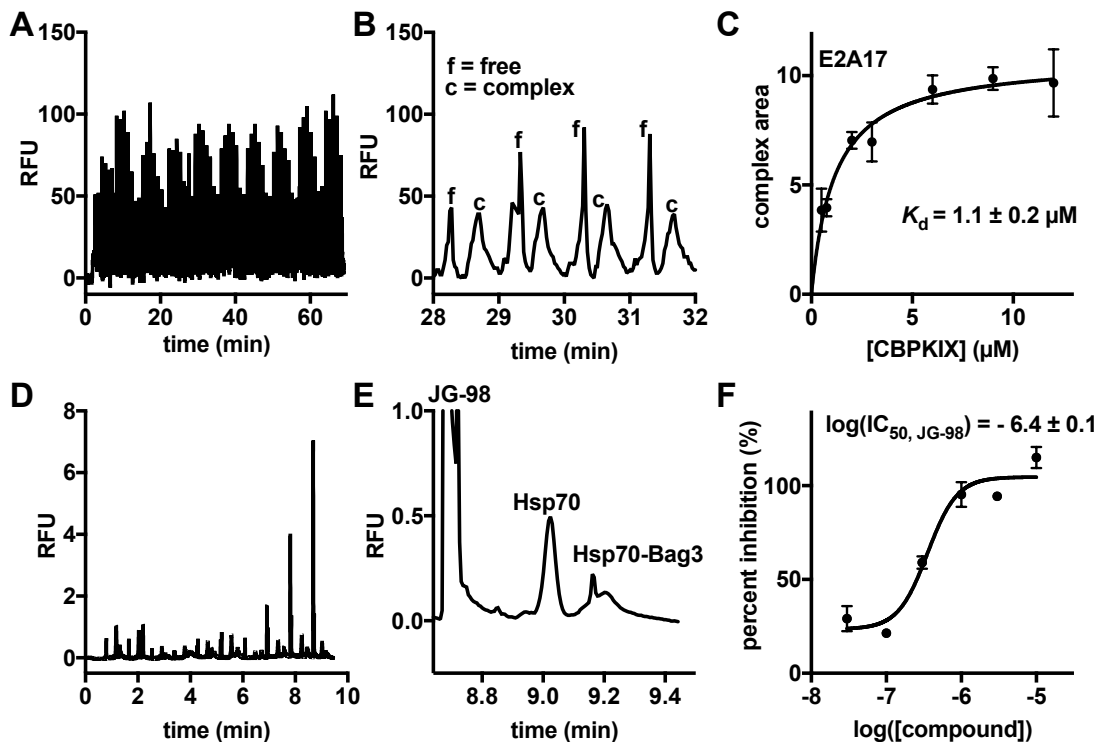 A
150
100
50
0
RFU
0
20
40
60
time (min)
B
150
100
50
0
RFU
f = free
c = complex
f
c
f
c
f
c
f
c
28
29
30
31
32
time (min)
C
E2A17
10
5
0
complex area
Kd = 1.1 ± 0.2 µM
0
5
10
[CBPKIX] (µM)
D
8
6
4
2
0
RFU
0
2
4
6
8
10
time (min)
E
JG-98
1.0
0.5
0.0
RFU
Hsp70
Hsp70-Bag3
8.8
9.0
9.2
9.4
time (min)
F
log(IC50, JG-98) = - 6.4 ± 0.1
100
50
0
percent inhibition (%)
-8
-7
-6
-5
log([compound])